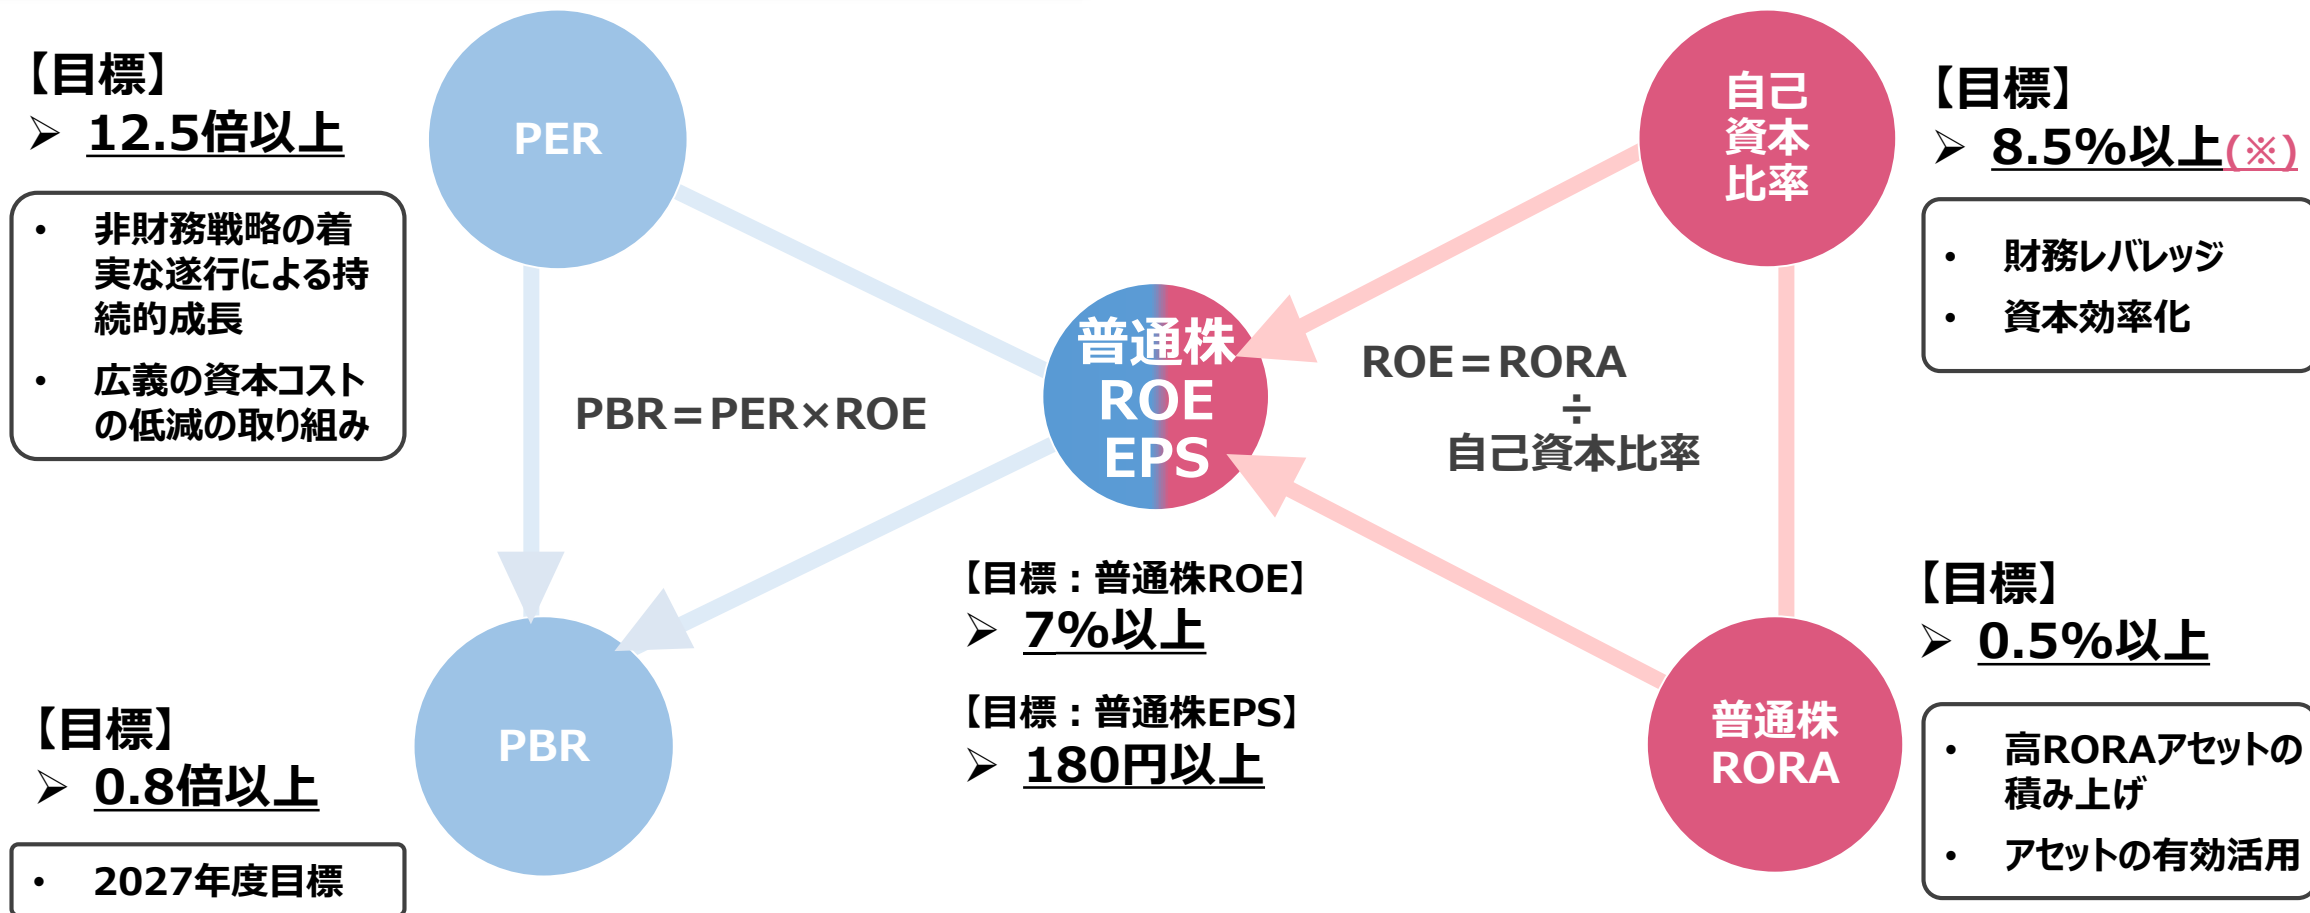 【目標】
➢ 12.5倍以上
• 非財務戦略の着
実な遂行による持
続的成長
• 広義の資本コスト
の低減の取り組み
PER
PBR＝PER×ROE
【目標】
➢ 0.8倍以上
• 2027年度目標
PBR
普通株
ROE
EPS
【目標：普通株ROE】
➢ 7%以上
【目標：普通株EPS】
➢ 180円以上
ROE＝RORA
÷
自己資本比率
自己
資本
比率
【目標】
➢ 8.5%以上(※)
• 財務レバレッジ
• 資本効率化
普通株
RORA
【目標】
➢ 0.5%以上
• 高RORAアセットの
積み上げ
• アセットの有効活用